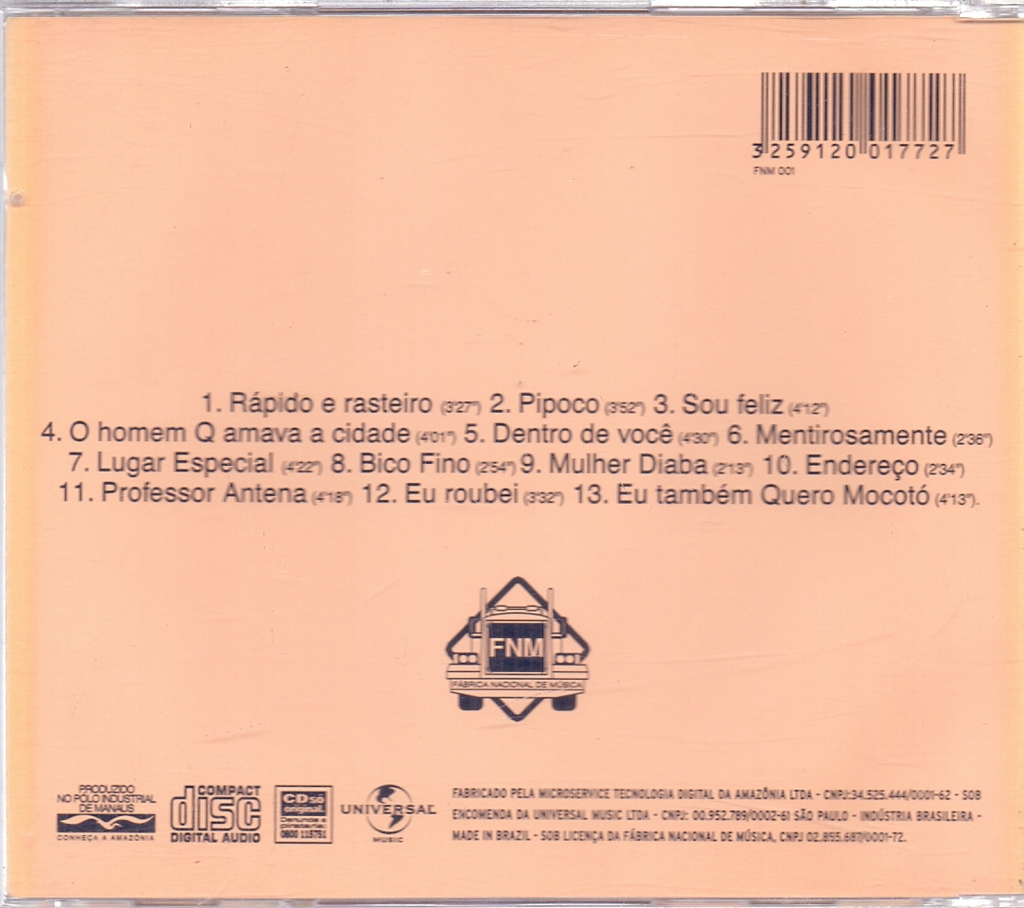 3 259120 017727
FNM 001
1. Rápido e rasteiro (3'27") 2. Pipoco (3'52") 3. Sou feliz (4'12")
4. O homem Q amava a cidade (4'01") 5. Dentro de você (4'30") 6. Mentirosamente (2'36")
7. Lugar Especial (4'22") 8. Bico Fino (2'54") 9. Mulher Diaba (2'13") 10. Endereço (2'34")
11. Professor Antena (4'18") 12. Eu roubei (3'32") 13. Eu também Quero Mocotó (4'13").
FNM
FÁBRICA NACIONAL DE MÚSICA
PRODUZIDO
NO PÓLO INDUSTRIAL
DE MANAUS
CONHEÇA A AMAZÔNIA
COMPACT
disc
DIGITAL AUDIO
CD só
original.
Denuncie a
pirataria:
0800 115751
UNIVERSAL
MUSIC
FABRICADO PELA MICROSERVICE TECNOLOGIA DIGITAL DA AMAZÔNIA LTDA - CNPJ:34.525.444/0001-62 - SOB
ENCOMENDA DA UNIVERSAL MUSIC LTDA - CNPJ: 00.952.789/0002-61 SÃO PAULO - INDÚSTRIA BRASILEIRA -
MADE IN BRAZIL - SOB LICENÇA DA FÁBRICA NACIONAL DE MÚSICA, CNPJ 02.855.687/0001-72.